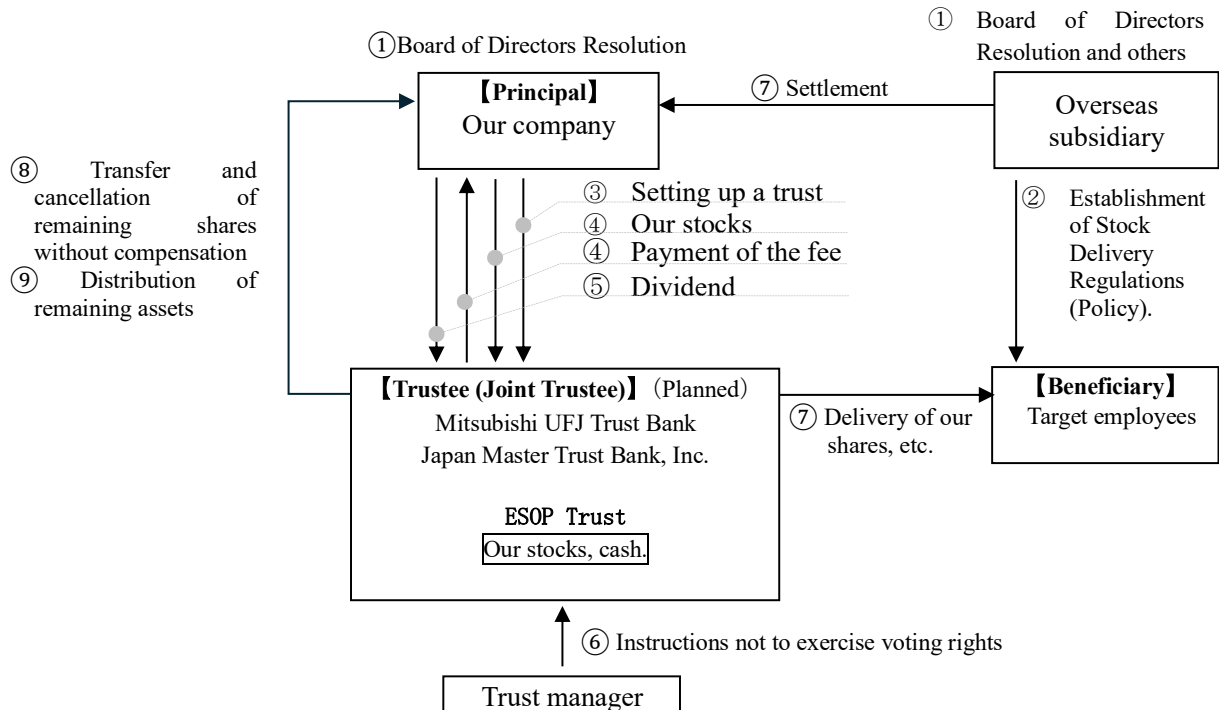 ① Board of Directors
Resolution and others
①Board of Directors Resolution
【Principal】
Our company
⑦ Settlement
Overseas
subsidiary
⑧ Transfer and
cancellation of
remaining shares
without compensation
⑨ Distribution of
remaining assets
③ Setting up a trust
④ Our stocks
④ Payment of the fee
⑤ Dividend
② Establishment
of Stock
Delivery
Regulations
(Policy).
【Trustee (Joint Trustee)】（Planned）
Mitsubishi UFJ Trust Bank
Japan Master Trust Bank, Inc.
ESOP Trust
Our stocks, cash.
⑦ Delivery of our
shares, etc.
【Beneficiary】
Target employees
⑥ Instructions not to exercise voting rights
Trust manager